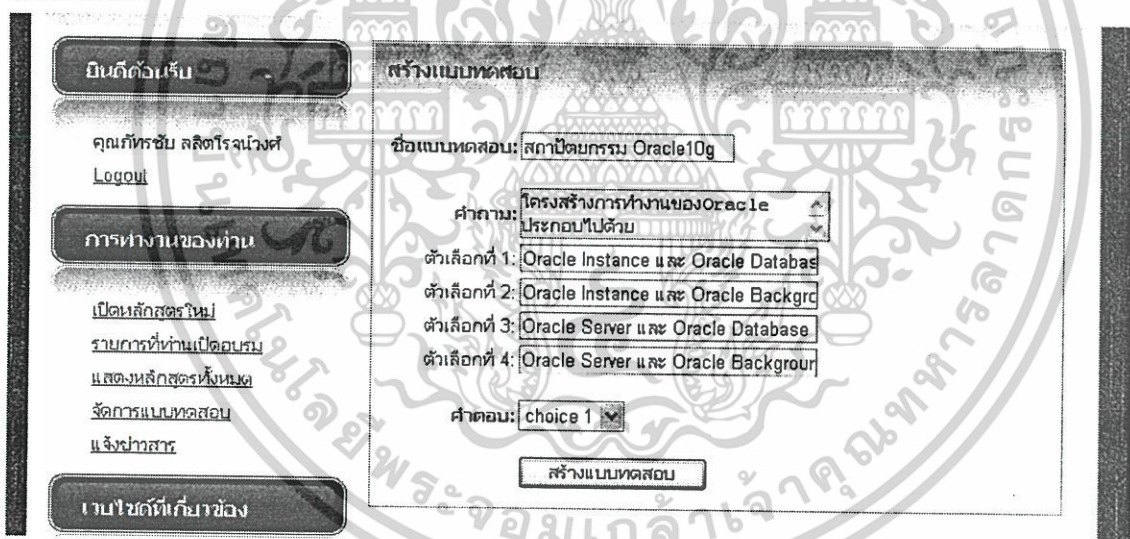 ยินดีต้อนรับ
คุณภัทรชัย ลลิตโรจน์วงศ์
Logout
การทำงานของท่าน
เปิดหลักสูตรใหม่
รายการที่ท่านเปิดอบรม
แสดงหลักสูตรทั้งหมด
จัดการแบบทดสอบ
แจ้งข่าวสาร
เวบไซต์ที่เกี่ยวข้อง
สร้างแบบทดสอบ
ชื่อแบบทดสอบ: สถาปัตยกรรม Oracle10g
คำถาม: โครงสร้างการทำงานของOracle
ประกอบไปด้วย
ตัวเลือกที่ 1: Oracle Instance และ Oracle Databas
ตัวเลือกที่ 2: Oracle Instance และ Oracle Backgrc
ตัวเลือกที่ 3: Oracle Server และ Oracle Database
ตัวเลือกที่ 4: Oracle Server และ Oracle Backgrour
คำตอบ: choice 1
สร้างแบบทดสอบ